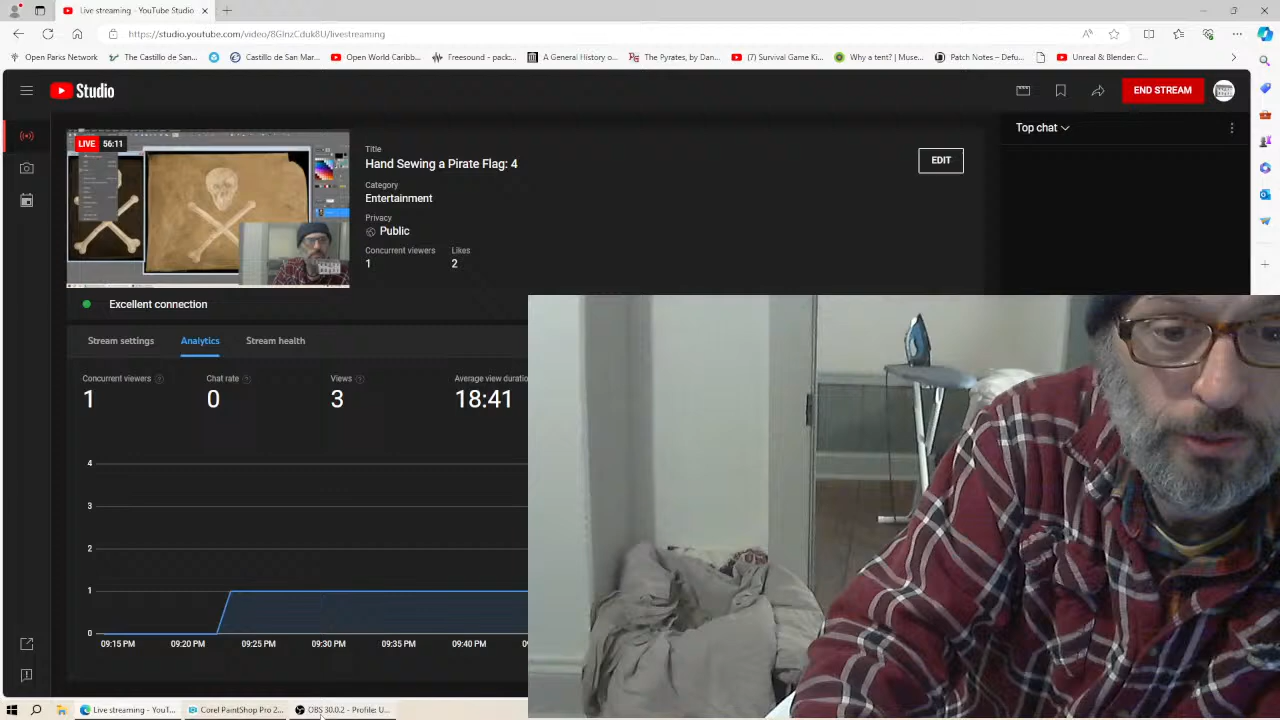 Live streaming - YouTube Studio
https://studio.youtube.com/video/8GInzCduk8U/livestreaming
Open Parks Network
The Castillo de San...
Castillo de San Mar...
Open World Caribb...
Freesound - pack:...
A General History o...
The Pyrates, by Dan...
(7) Survival Game Ki...
Why a tent? | Muse...
Patch Notes – Defu...
Unreal & Blender: C...
Studio
END STREAM
LIVE 56:11
Title
Hand Sewing a Pirate Flag: 4
Category
Entertainment
Privacy
Public
Concurrent viewers
1
Likes
2
EDIT
Top chat
Excellent connection
Stream settings
Analytics
Stream health
Concurrent viewers
1
Chat rate
0
Views
3
Average view duratio
18:41
4
3
2
1
0
09:15 PM
09:20 PM
09:25 PM
09:30 PM
09:35 PM
09:40 PM
Live streaming - YouT...
Corel PaintShop Pro 2...
OBS 30.0.2 - Profile: U...